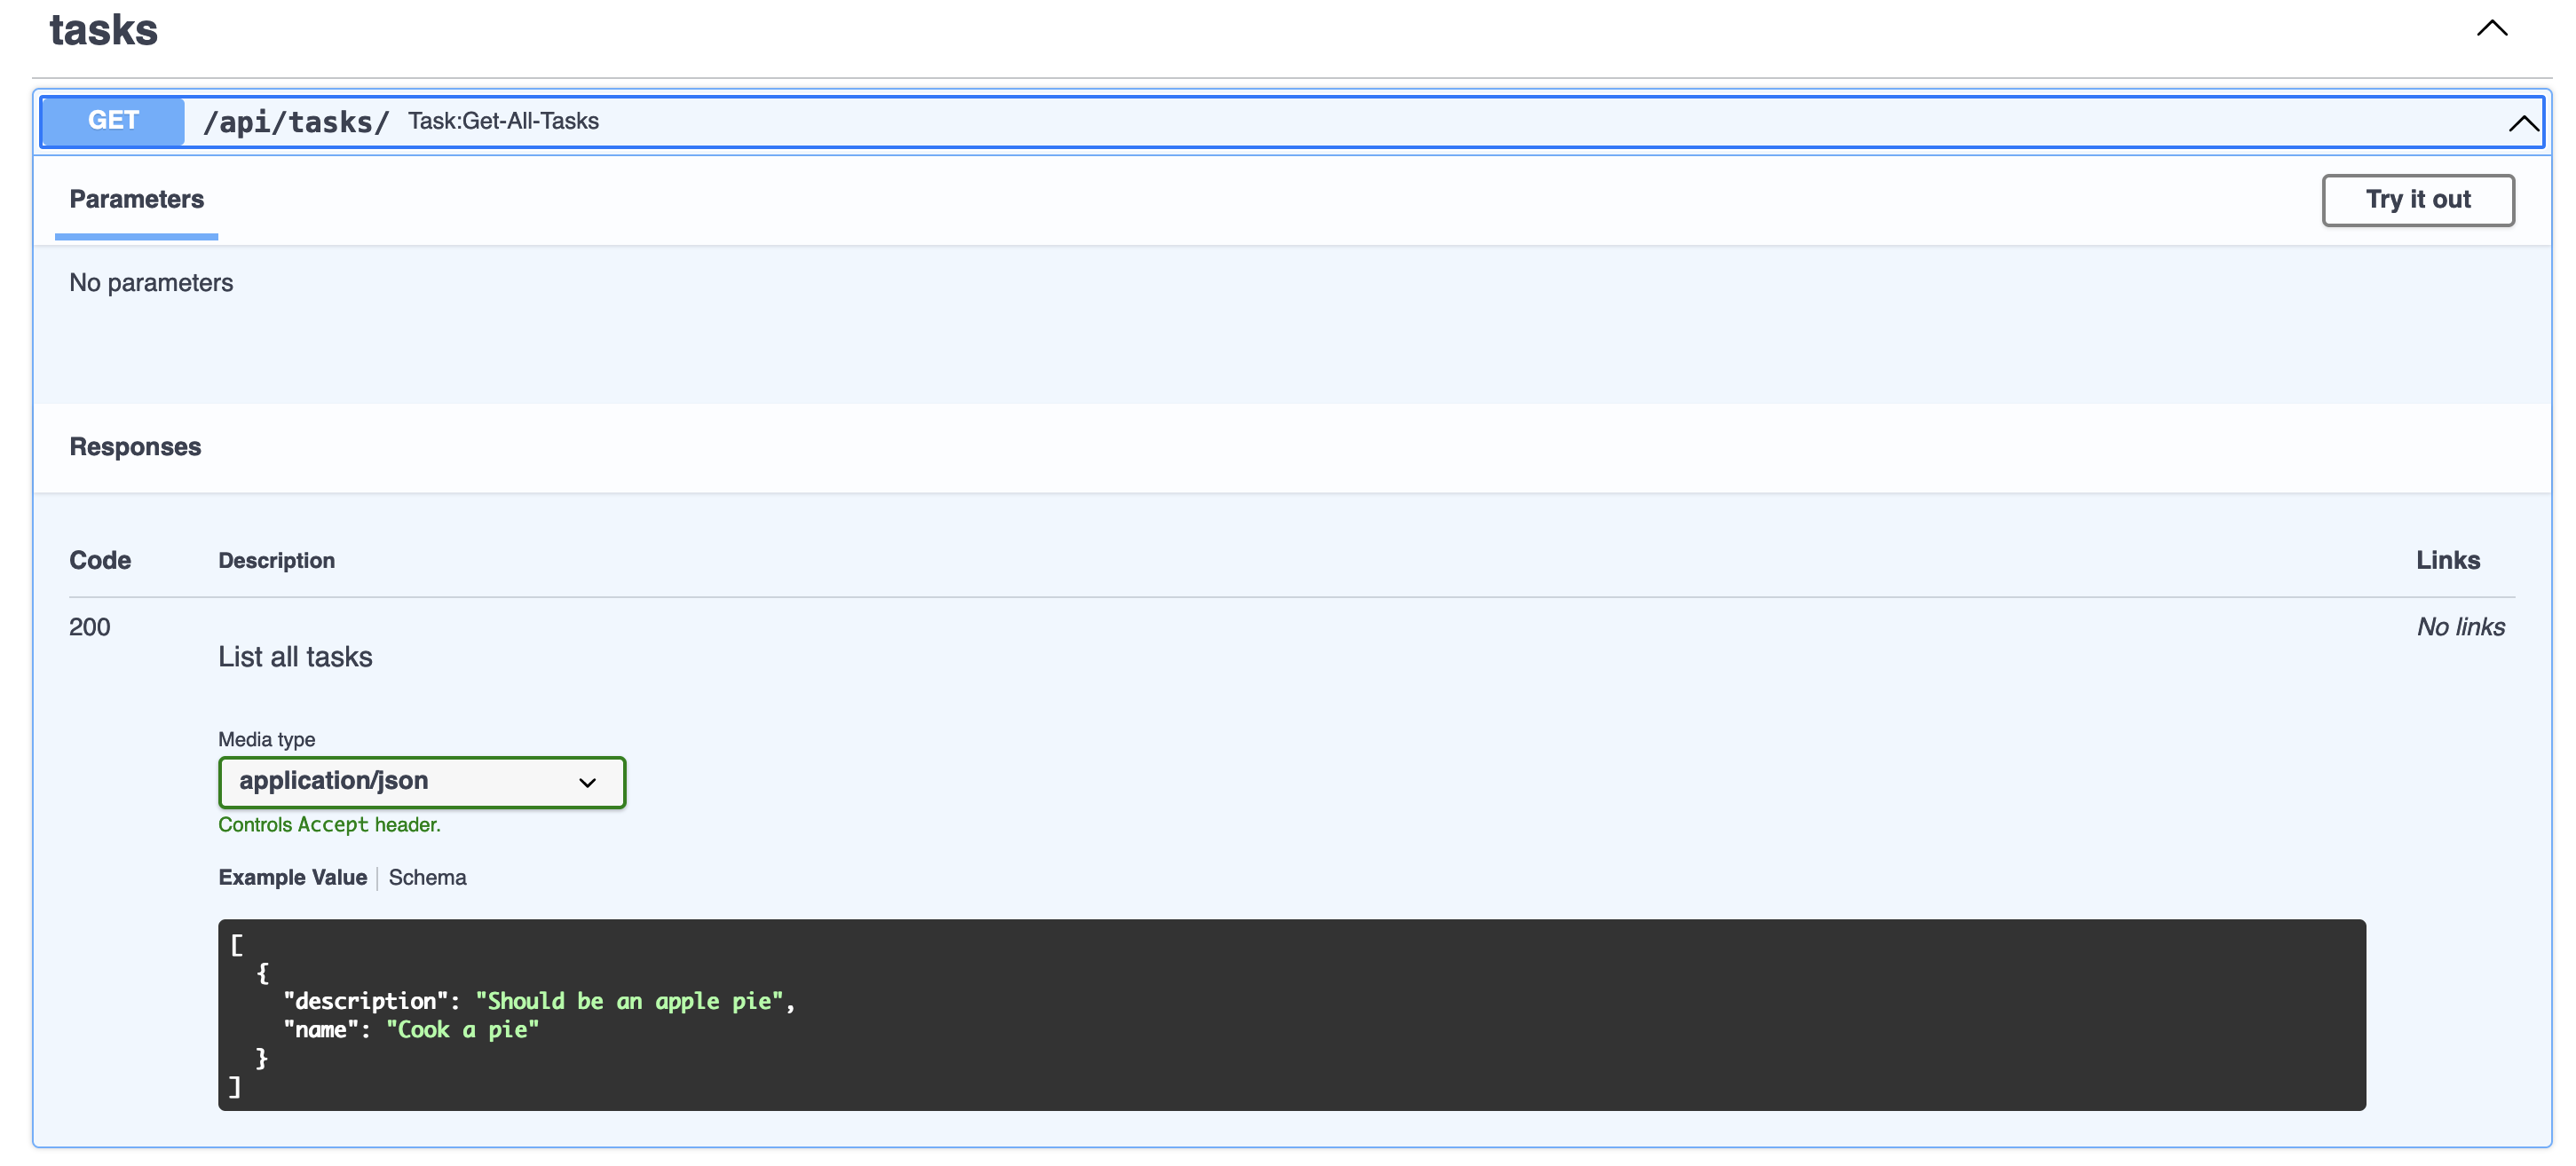 tasks
GET /api/tasks/ Task:Get-All-Tasks
Parameters
Try it out
No parameters
Responses
Code Description Links
200 No links
List all tasks
Media type
application/json
Controls Accept header.
Example Value Schema
[
  {
    "description": "Should be an apple pie",
    "name": "Cook a pie"
  }
]